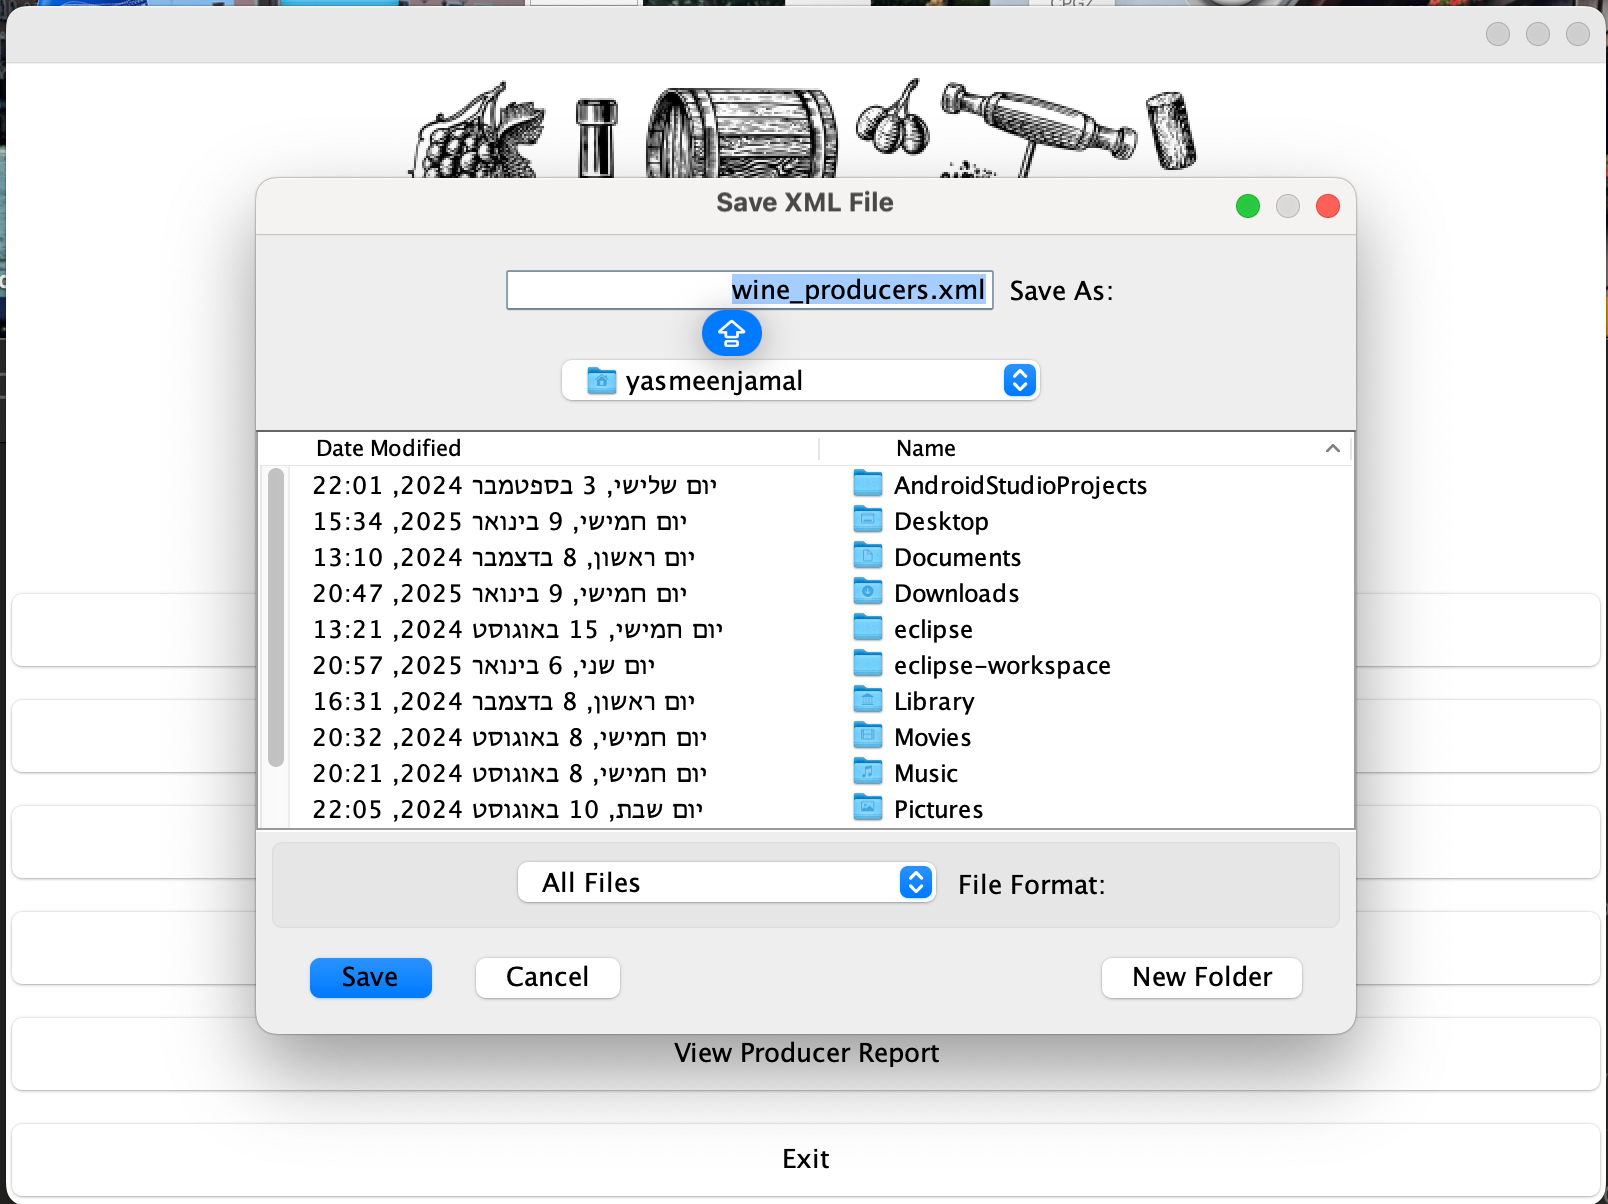 CPGZ
Save XML File
Save As:
wine_producers.xml
yasmeenjamal
Name
Date Modified
AndroidStudioProjects
יום שלישי, 3 בספטמבר 2024, 22:01
Desktop
יום חמישי, 9 בינואר 2025, 15:34
Documents
יום ראשון, 8 בדצמבר 2024, 13:10
Downloads
יום חמישי, 9 בינואר 2025, 20:47
eclipse
יום חמישי, 15 באוגוסט 2024, 13:21
eclipse-workspace
יום שני, 6 בינואר 2025, 20:57
Library
יום ראשון, 8 בדצמבר 2024, 16:31
Movies
יום חמישי, 8 באוגוסט 2024, 20:32
Music
יום חמישי, 8 באוגוסט 2024, 20:21
Pictures
יום שבת, 10 באוגוסט 2024, 22:05
File Format:
All Files
New Folder
Cancel
Save
View Producer Report
Exit